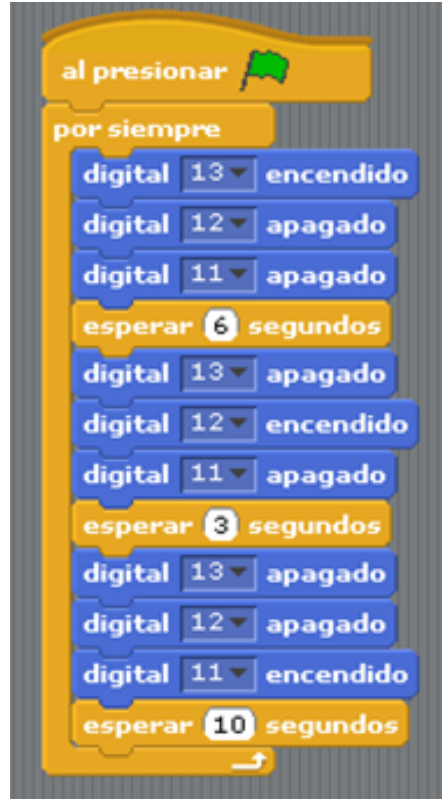 al presionar
por siempre
digital 13 encendido
digital 12 apagado
digital 11 apagado
esperar 6 segundos
digital 13 apagado
digital 12 encendido
digital 11 apagado
esperar 3 segundos
digital 13 apagado
digital 12 apagado
digital 11 encendido
esperar 10 segundos